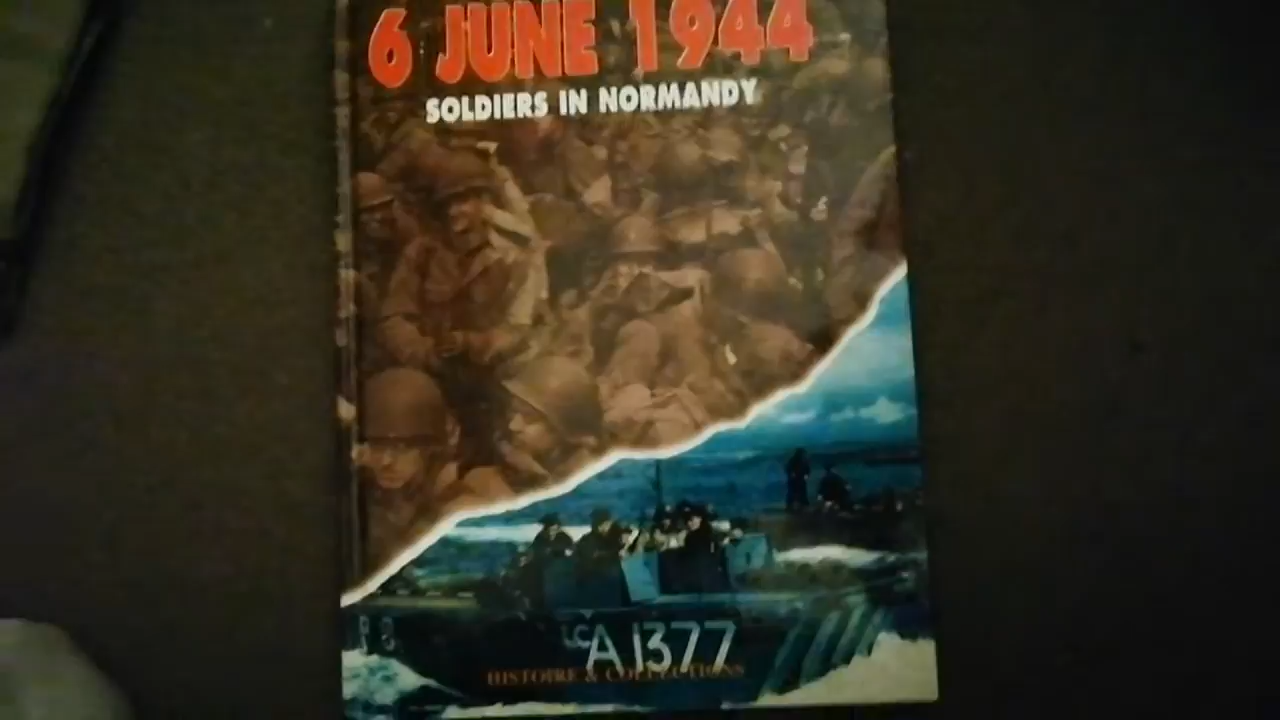 6 JUNE 1944
SOLDIERS IN NORMANDY
LCA 1377
HISTOIRE & COLLECTIONS